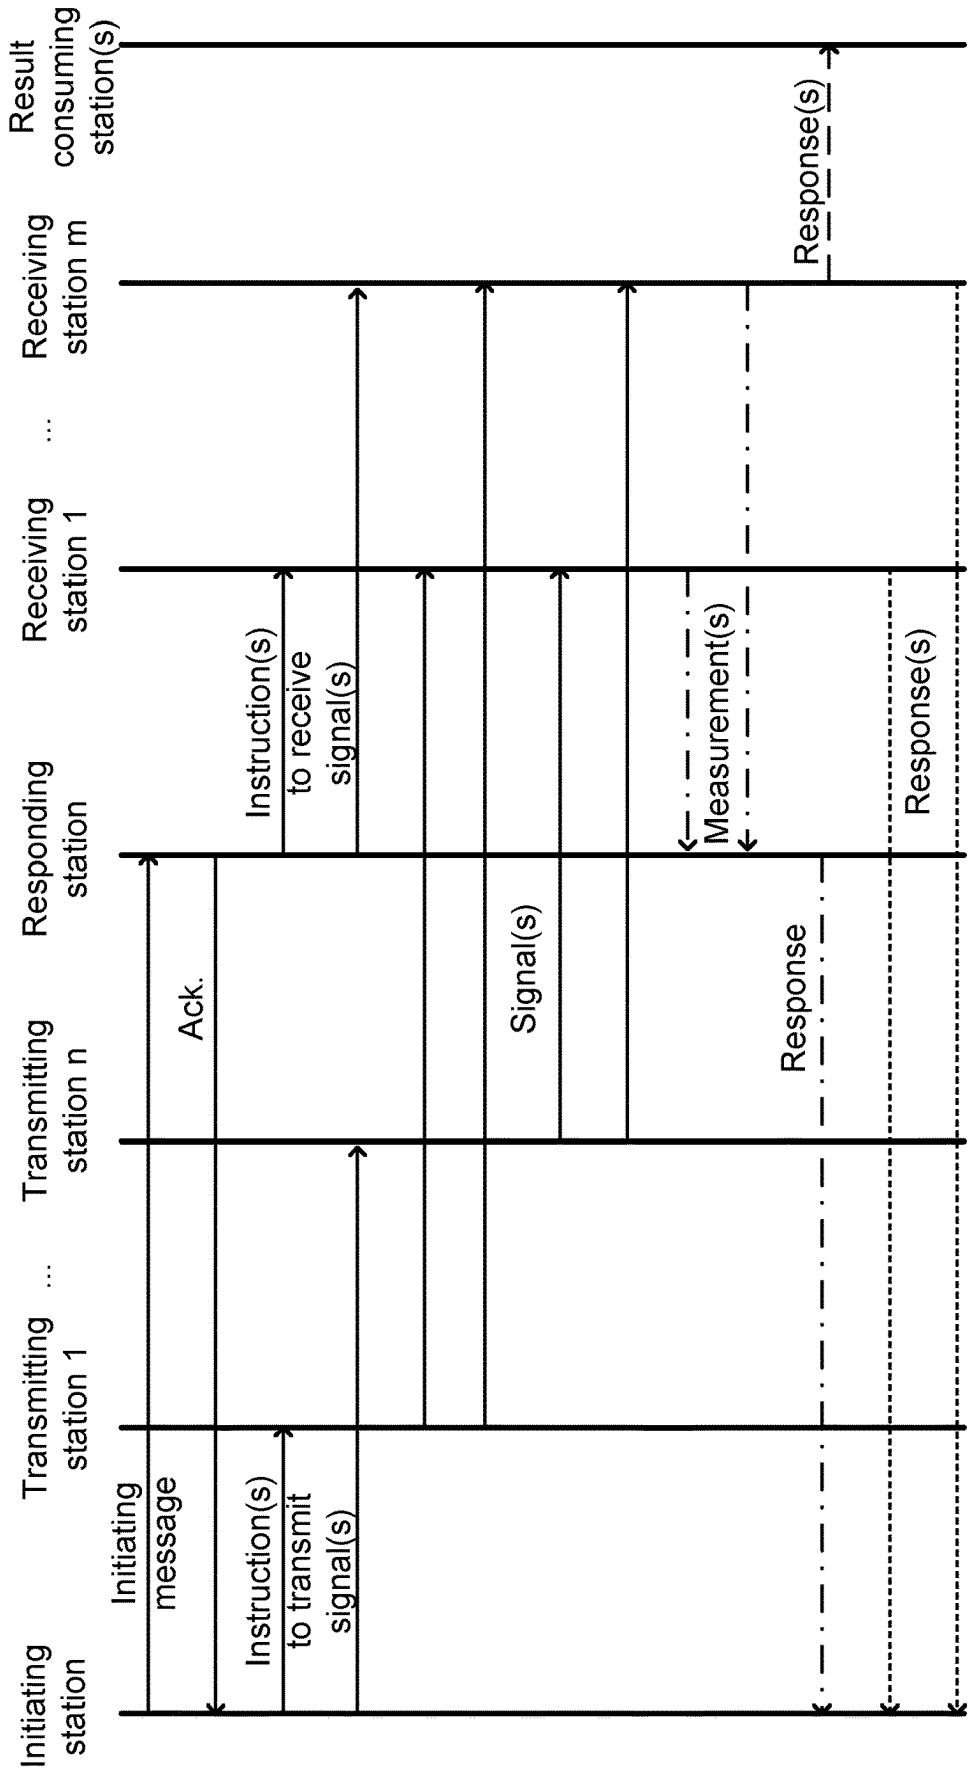 Initiating
station
Transmitting
station 1
...
Transmitting
station n
Responding
station
Receiving
station 1
...
Receiving
station m
Result
consuming
station(s)
Initiating
message
Ack.
Instruction(s)
to transmit
signal(s)
Instruction(s)
to receive
signal(s)
Signal(s)
Measurement(s)
Response
Response(s)
Response(s)